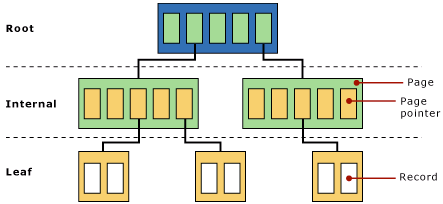 Root
Internal
Page
Page
pointer
Leaf
Record